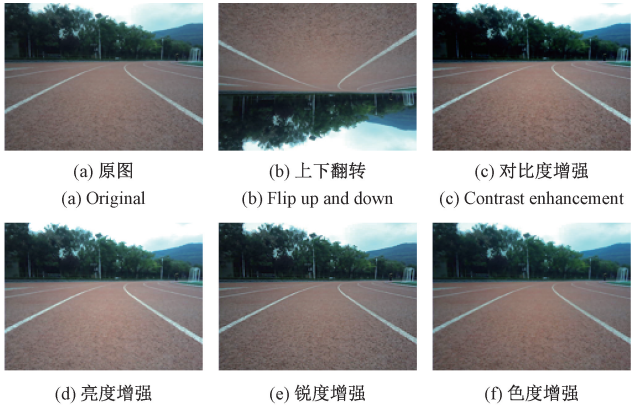 (a) 原图
(b) 上下翻转
(c) 对比度增强
(a) Original
(b) Flip up and down
(c) Contrast enhancement
(d) 亮度增强
(e) 锐度增强
(f) 色度增强